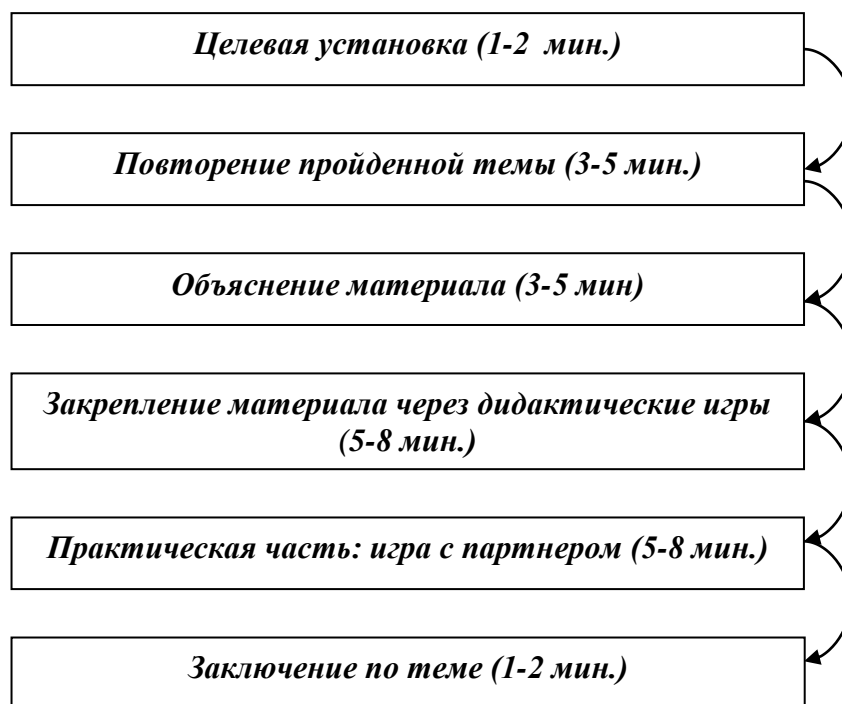 Целевая установка (1-2 мин.)
Повторение пройденной темы (3-5 мин.)
Объяснение материала (3-5 мин)
Закрепление материала через дидактические игры
(5-8 мин.)
Практическая часть: игра с партнером (5-8 мин.)
Заключение по теме (1-2 мин.)